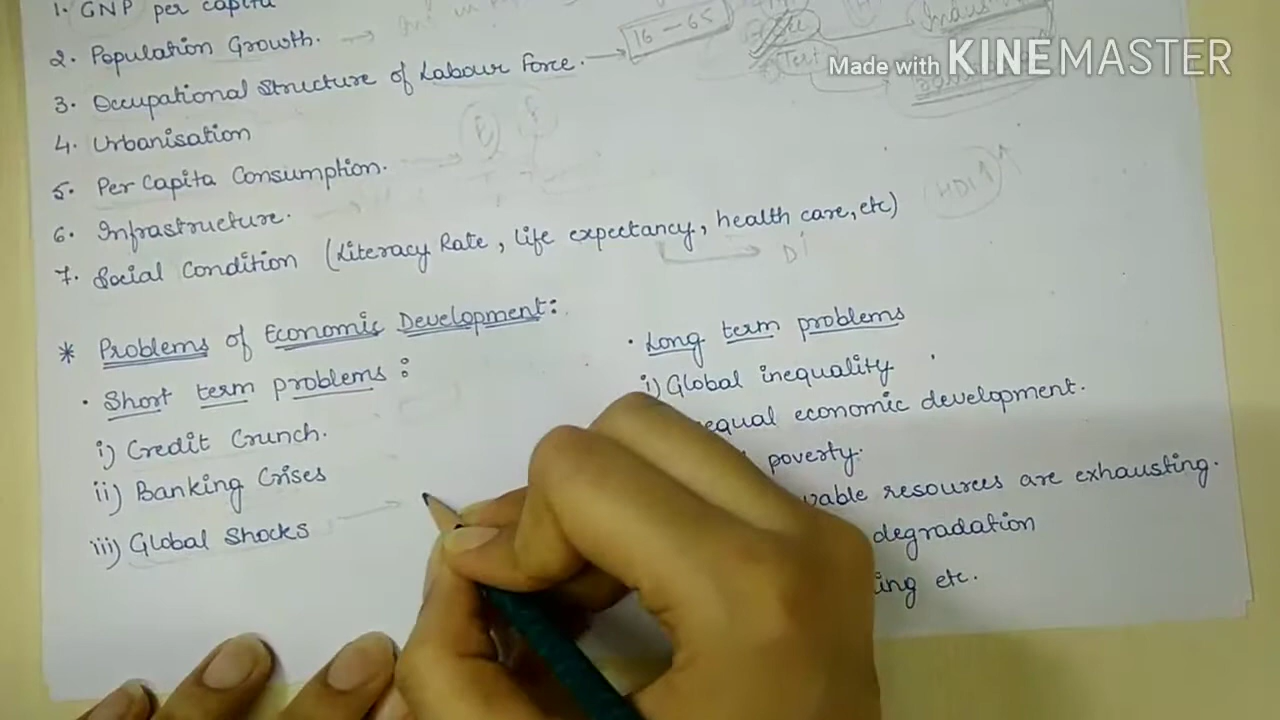 1. GNP per capita
2. Population Growth.
3. Occupational Structure of Labour Force. 16-65
Made with KINEMASTER
4. Urbanisation
5. Per Capita Consumption.
6. Infrastructure.
HDI
7. Social Condition (Literacy Rate, life expectancy, health care, etc)
* Problems of Economic Development:
· Short term problems:
i) Credit Crunch.
ii) Banking Crises
iii) Global Shocks
· Long term problems
i) Global inequality
equal economic development.
poverty.
able resources are exhausting.
degradation
ing etc.